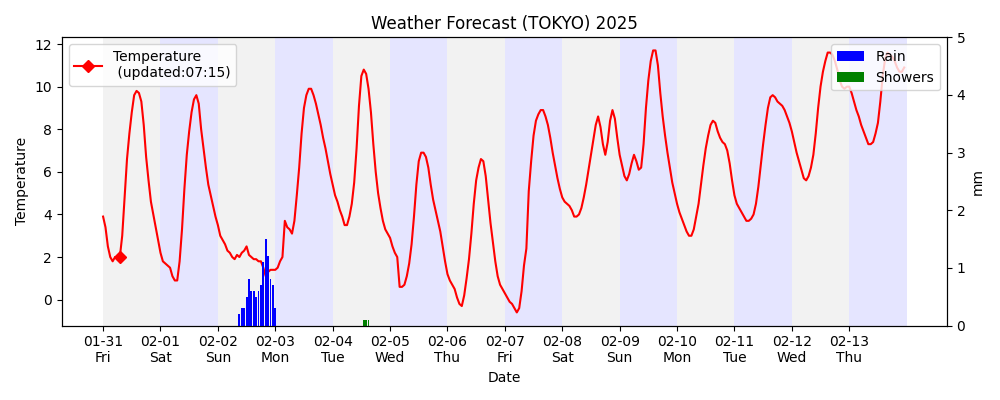 Weather Forecast (TOKYO) 2025
Temperature
(updated:07:15)
Rain
Showers
12
10
8
6
4
2
0
Temperature
5
4
3
2
1
0
mm
01-31 02-01 02-02 02-03 02-04 02-05 02-06 02-07 02-08 02-09 02-10 02-11 02-12 02-13
Fri Sat Sun Mon Tue Wed Thu Fri Sat Sun Mon Tue Wed Thu
Date